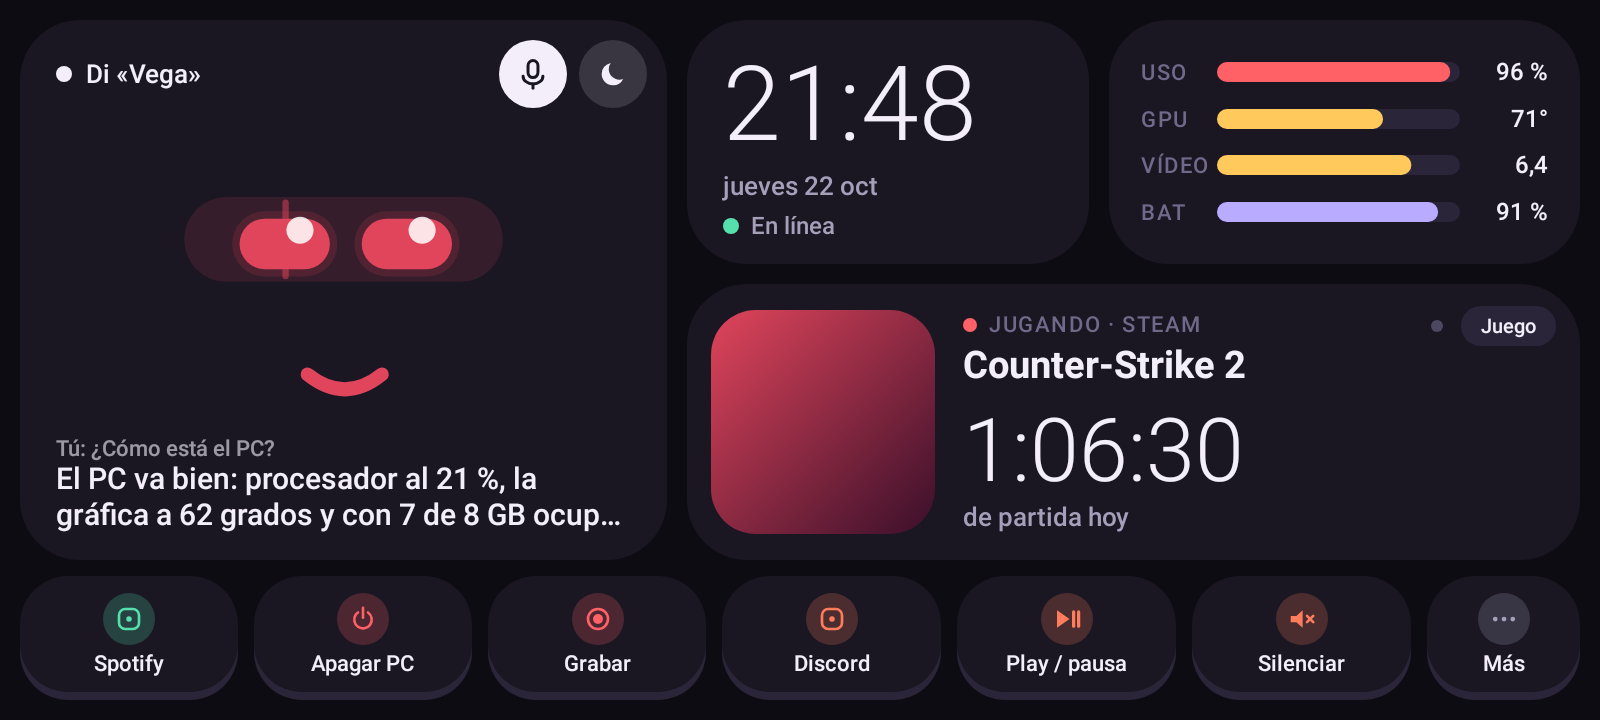 Di «Vega»
Tú: ¿Cómo está el PC?
El PC va bien: procesador al 21 %, la
gráfica a 62 grados y con 7 de 8 GB ocup...
21:48
jueves 22 oct
En línea
USO 96 %
GPU 71°
VÍDEO 6,4
BAT 91 %
JUGANDO · STEAM
Juego
Counter-Strike 2
1:06:30
de partida hoy
Spotify
Apagar PC
Grabar
Discord
Play / pausa
Silenciar
Más